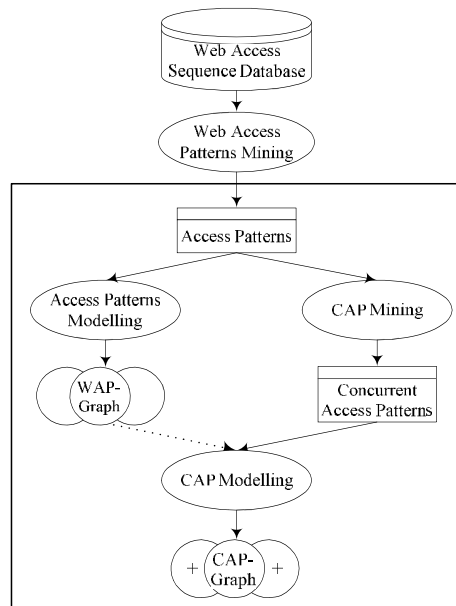 Web Access
Sequence Database
Web Access
Patterns Mining
Access Patterns
Access Patterns
Modelling
CAP Mining
WAP-
Graph
Concurrent
Access Patterns
CAP Modelling
+
CAP-
Graph
+